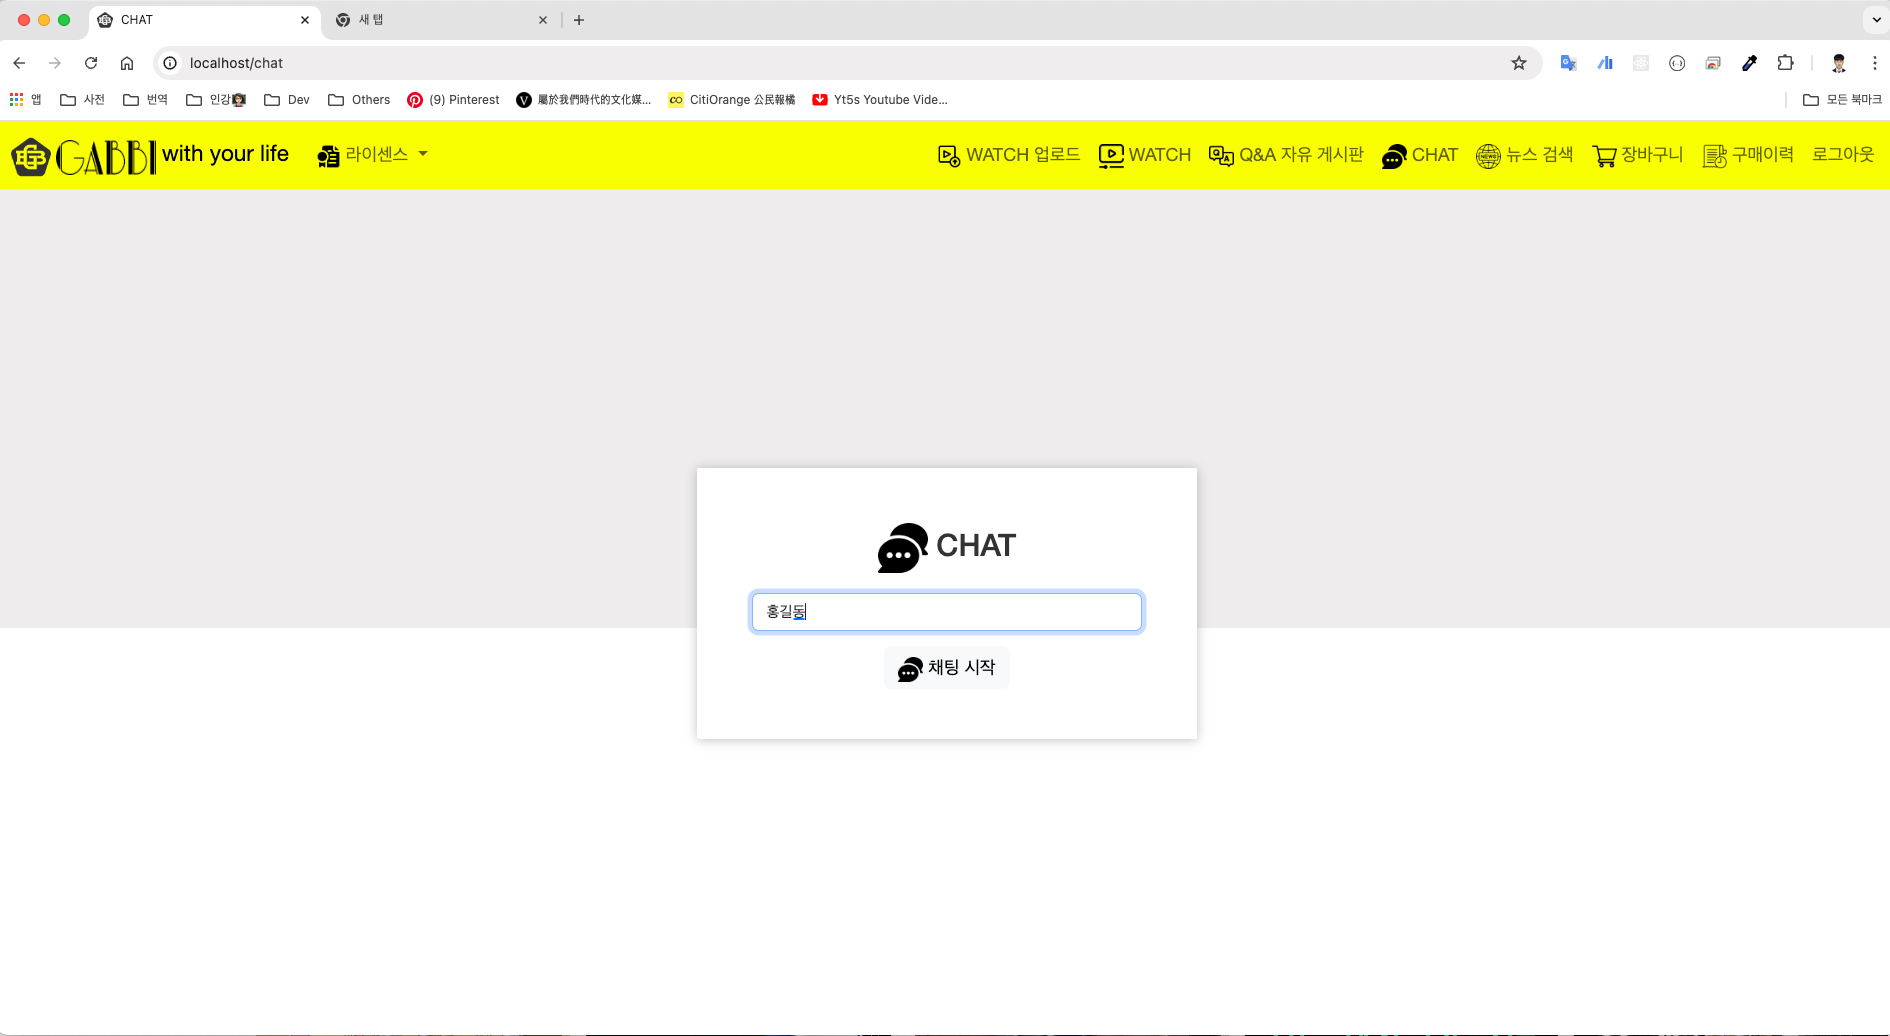 CHAT
새 탭
localhost/chat
앱 사전 번역 인강 Dev Others (9) Pinterest 屬於我們時代的文化媒... CitiOrange 公民報橘 Yt5s Youtube Vide... 모든 북마크
GABBI with your life 라이센스 WATCH 업로드 WATCH Q&A 자유 게시판 CHAT 뉴스 검색 장바구니 구매이력 로그아웃
CHAT
홍길동
채팅 시작